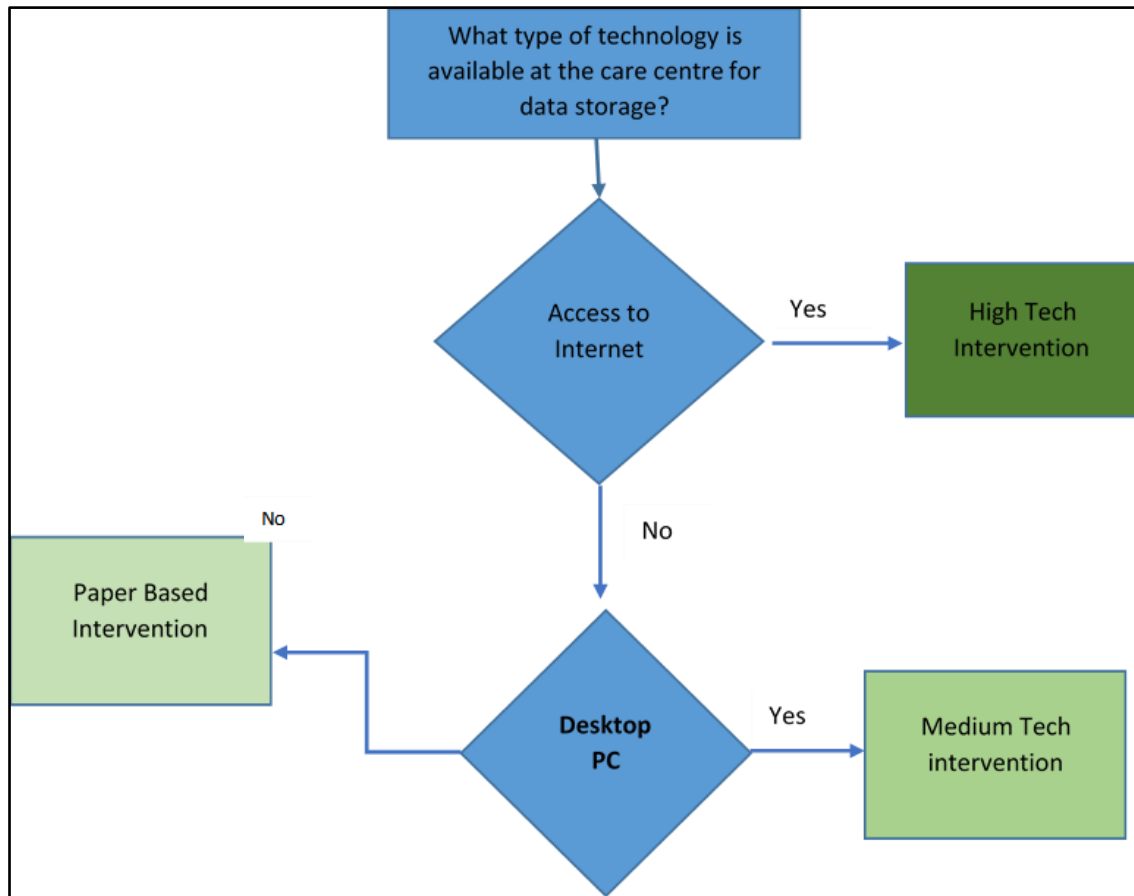 What type of technology is
available at the care centre for
data storage?
Access to
Internet
Yes
High Tech
Intervention
No
No
Paper Based
Intervention
Desktop
PC
Yes
Medium Tech
intervention